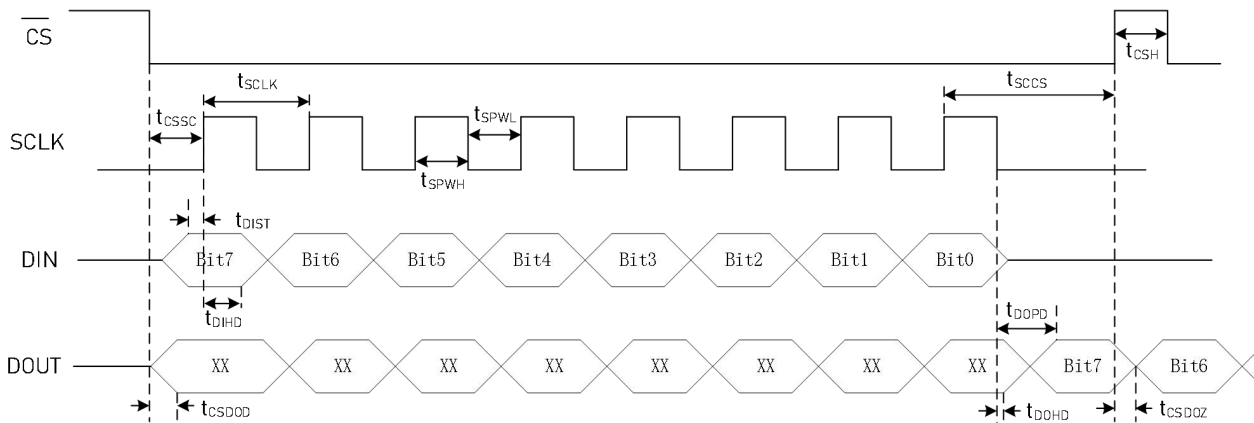 CS
tCSH
tSCLK
tSCCS
tCSSC
tSPWL
SCLK
tSPWH
tDIST
DIN Bit7 Bit6 Bit5 Bit4 Bit3 Bit2 Bit1 Bit0
tDIHD
tDOPD
DOUT XX XX XX XX XX XX XX XX Bit7 Bit6
tCSDOD
tDOHD
tCSDOZ